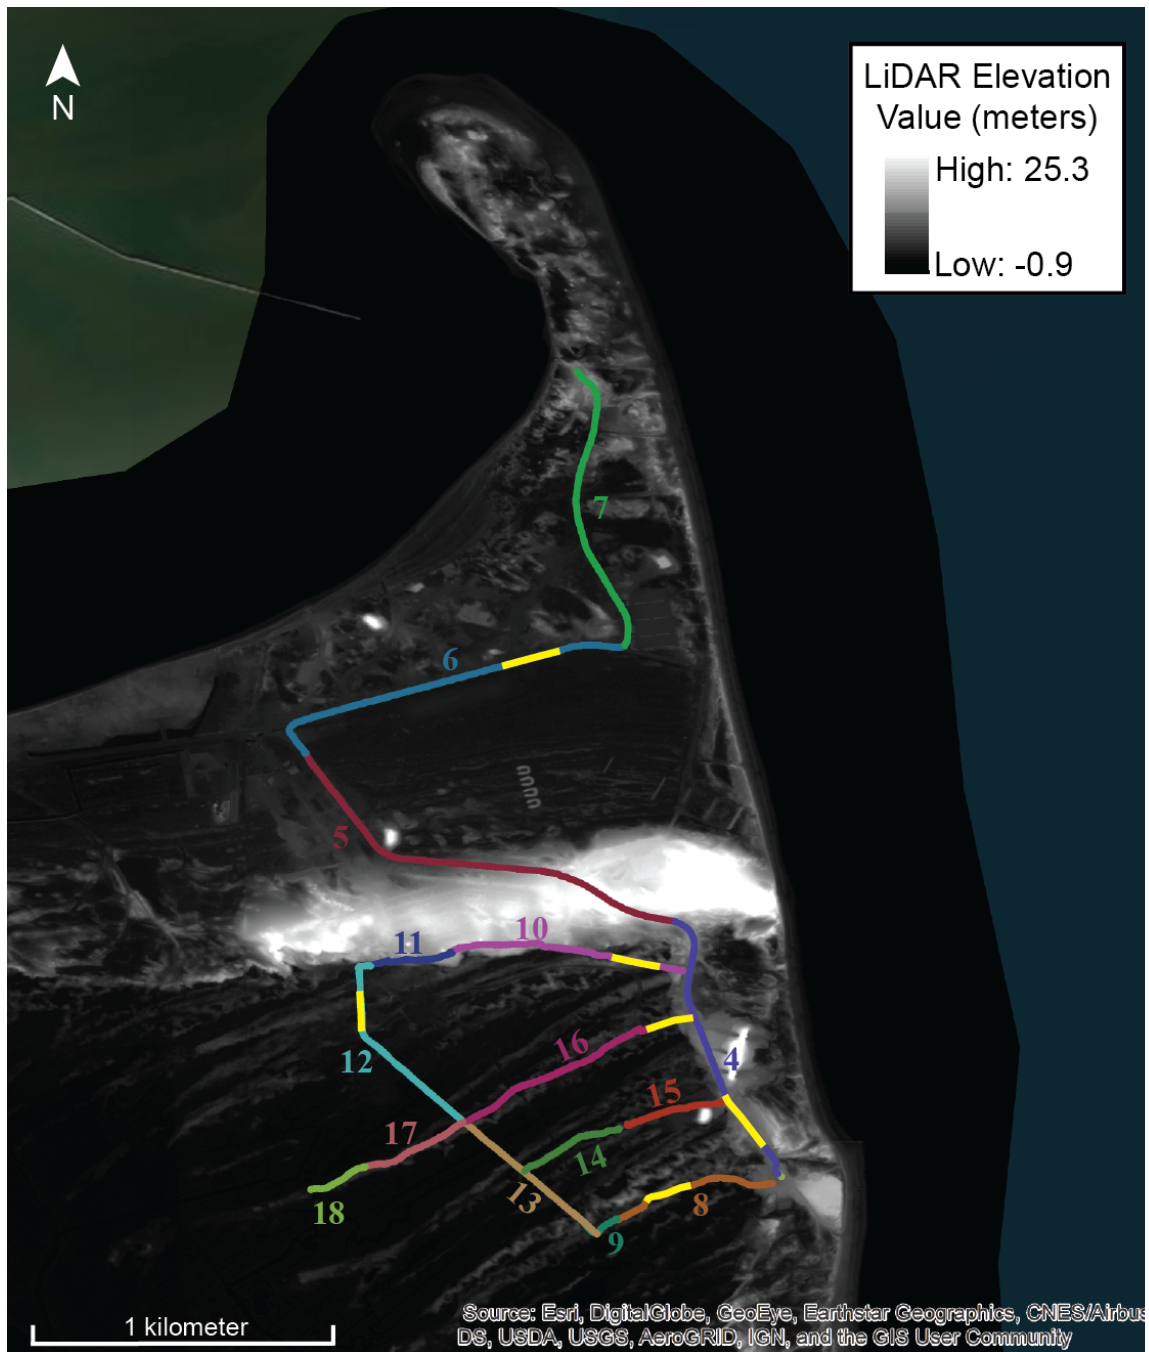 N
LiDAR Elevation
Value (meters)
High: 25.3
Low: -0.9
7
6
5
10
11
4
16
12
15
17
14
13
8
18
9
1 kilometer
Source: Esri, DigitalGlobe, GeoEye, Earthstar Geographics, CNES/Airbus
DS, USDA, USGS, AeroGRID, IGN, and the GIS User Community